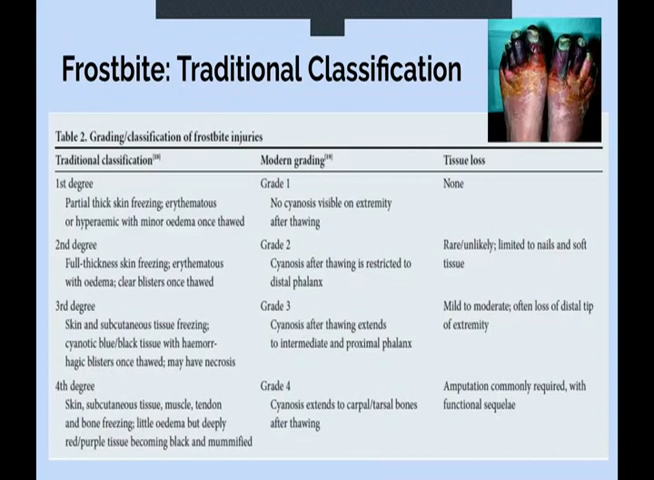 Frostbite: Traditional Classification
Table 2. Grading/classification of frostbite injuries
Traditional classification[18] Modern grading[19] Tissue loss
1st degree Grade 1 None
Partial thick skin freezing; erythematous No cyanosis visible on extremity
or hyperaemic with minor oedema once thawed after thawing
2nd degree Grade 2 Rare/unlikely; limited to nails and soft
Full-thickness skin freezing; erythematous Cyanosis after thawing is restricted to tissue
with oedema; clear blisters once thawed distal phalanx
3rd degree Grade 3 Mild to moderate; often loss of distal tip
Skin and subcutaneous tissue freezing; Cyanosis after thawing extends of extremity
cyanotic blue/black tissue with haemorr- to intermediate and proximal phalanx
hagic blisters once thawed; may have necrosis
4th degree Grade 4 Amputation commonly required, with
Skin, subcutaneous tissue, muscle, tendon Cyanosis extends to carpal/tarsal bones functional sequelae
and bone freezing; little oedema but deeply after thawing
red/purple tissue becoming black and mummified